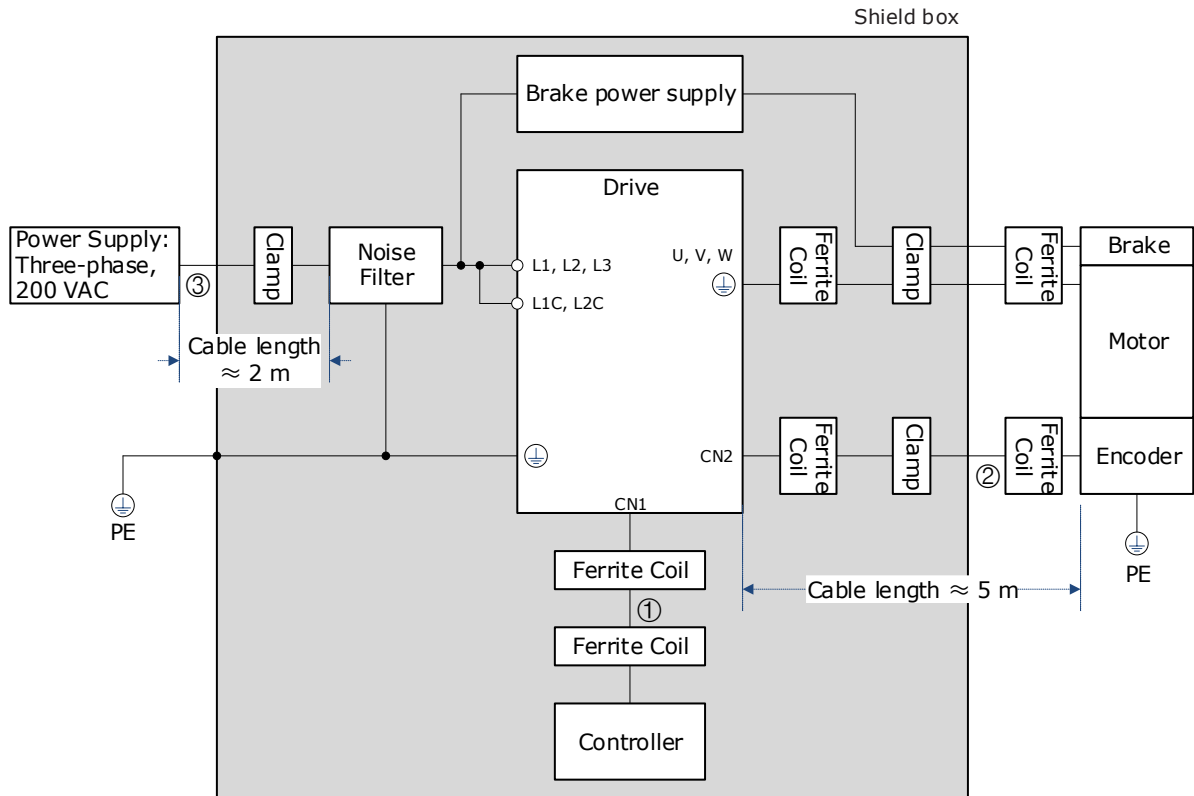 Shield box
Brake power supply
Drive
Power Supply:
Three-phase,
200 VAC
③
Clamp
Noise
Filter
L1, L2, L3
L1C, L2C
U, V, W
Ferrite
Coil
Clamp
Ferrite
Coil
Brake
Motor
Cable length
≈ 2 m
CN2
Ferrite
Coil
Clamp
②
Ferrite
Coil
Encoder
PE
CN1
Ferrite Coil
①
Ferrite Coil
Controller
Cable length ≈ 5 m
PE